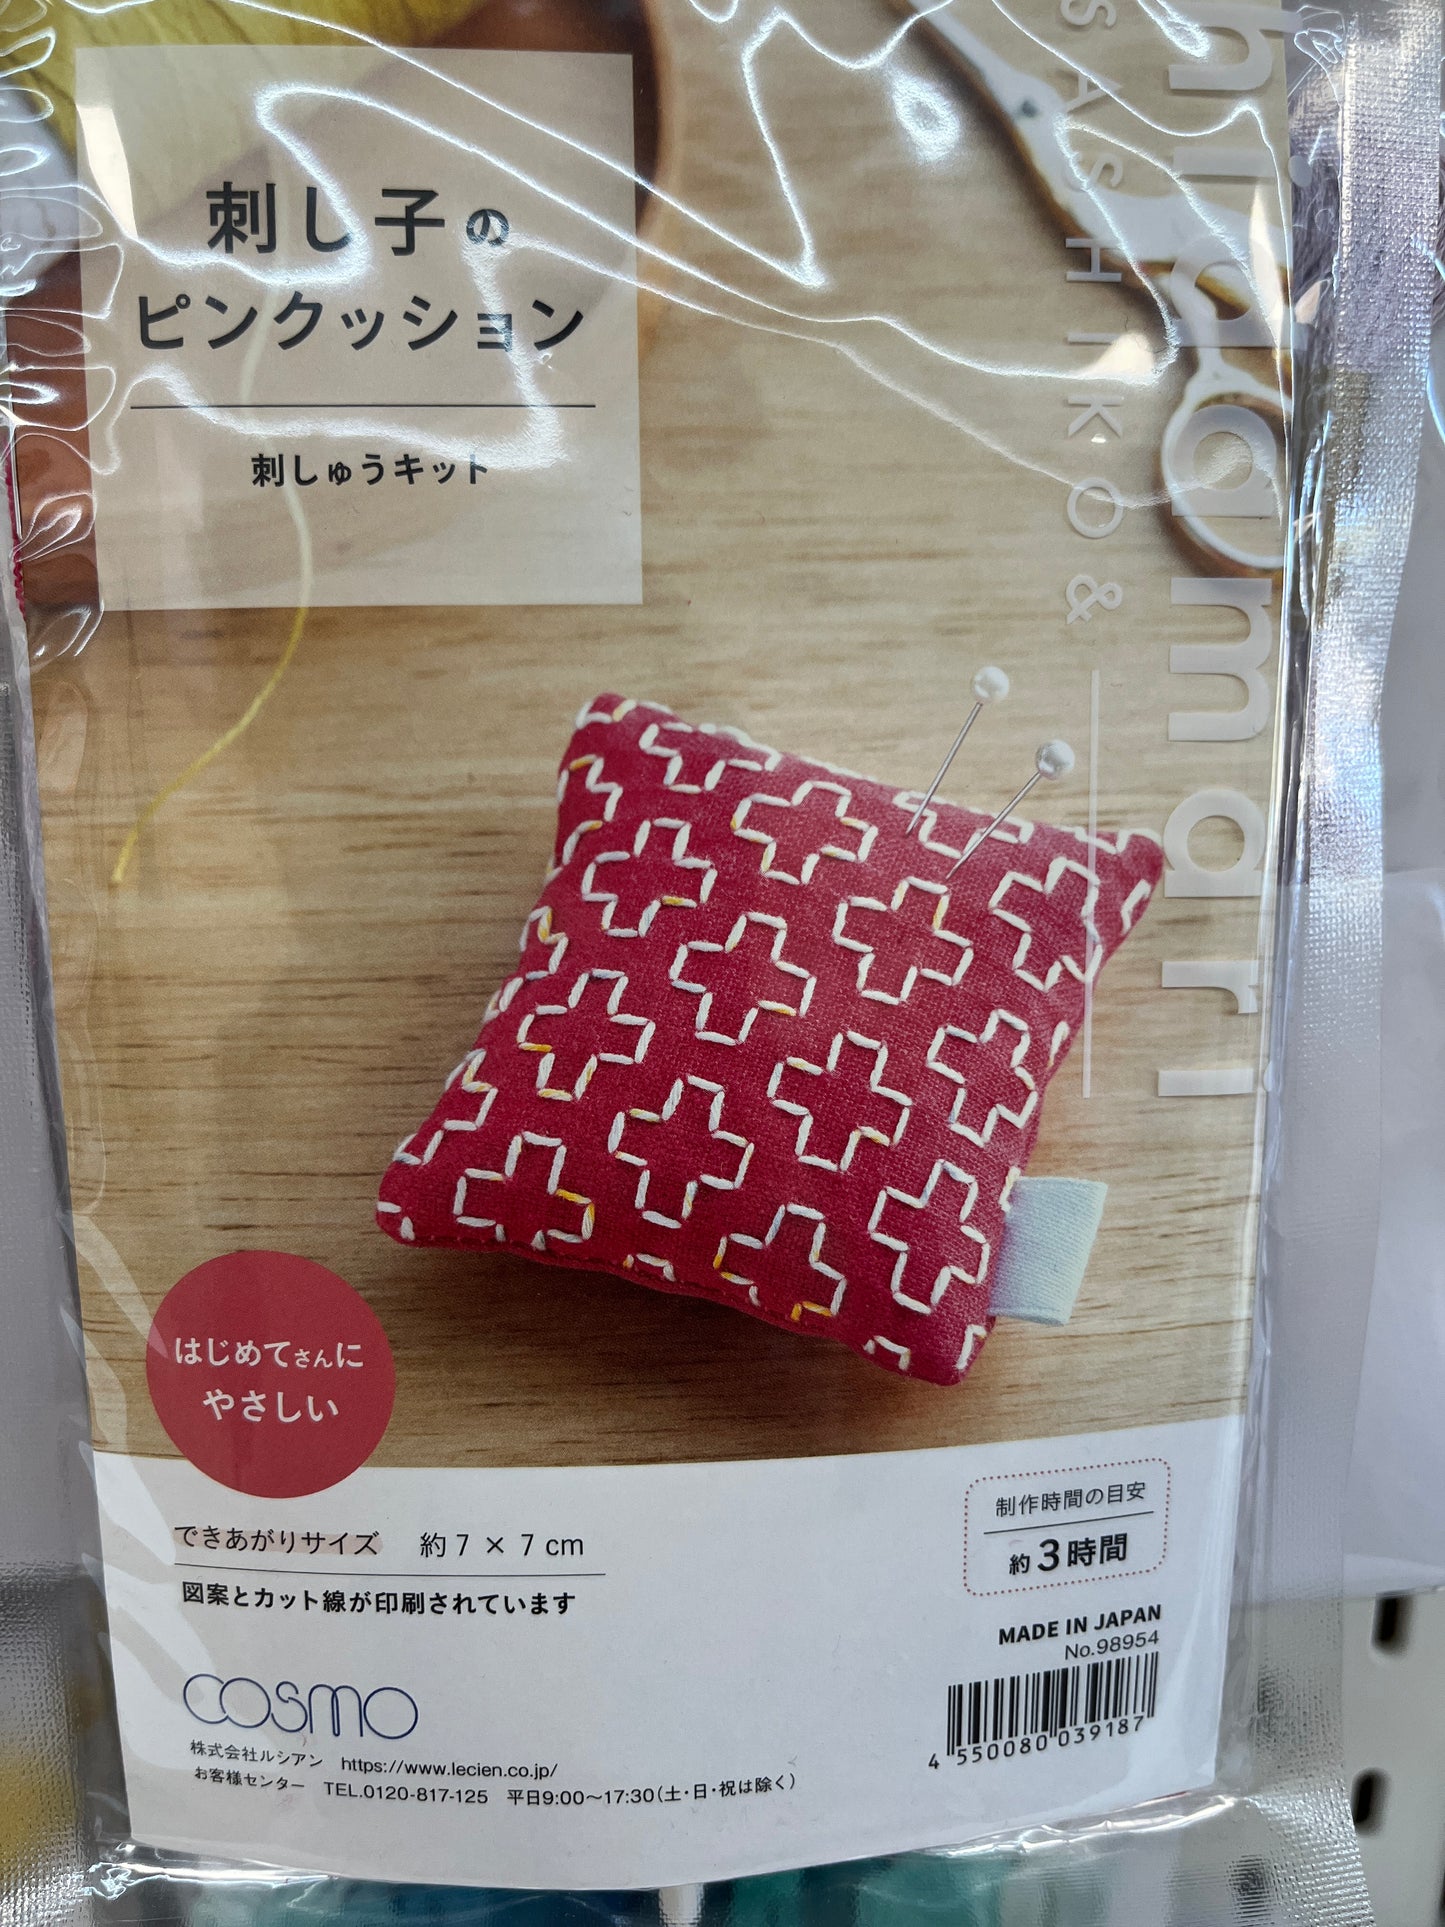 刺し子の
ピンクッション
刺しゅうキット
SASHIKO &
hidamari
はじめてさんに
やさしい
できあがりサイズ 約7 × 7 cm
図案とカット線が印刷されています
制作時間の目安
約3時間
MADE IN JAPAN
No.98954
4 550080 039187
COSMO
株式会社ルシアン https://www.lecien.co.jp/
お客様センター TEL.0120-817-125 平日9:00〜17:30(土・日・祝は除く)